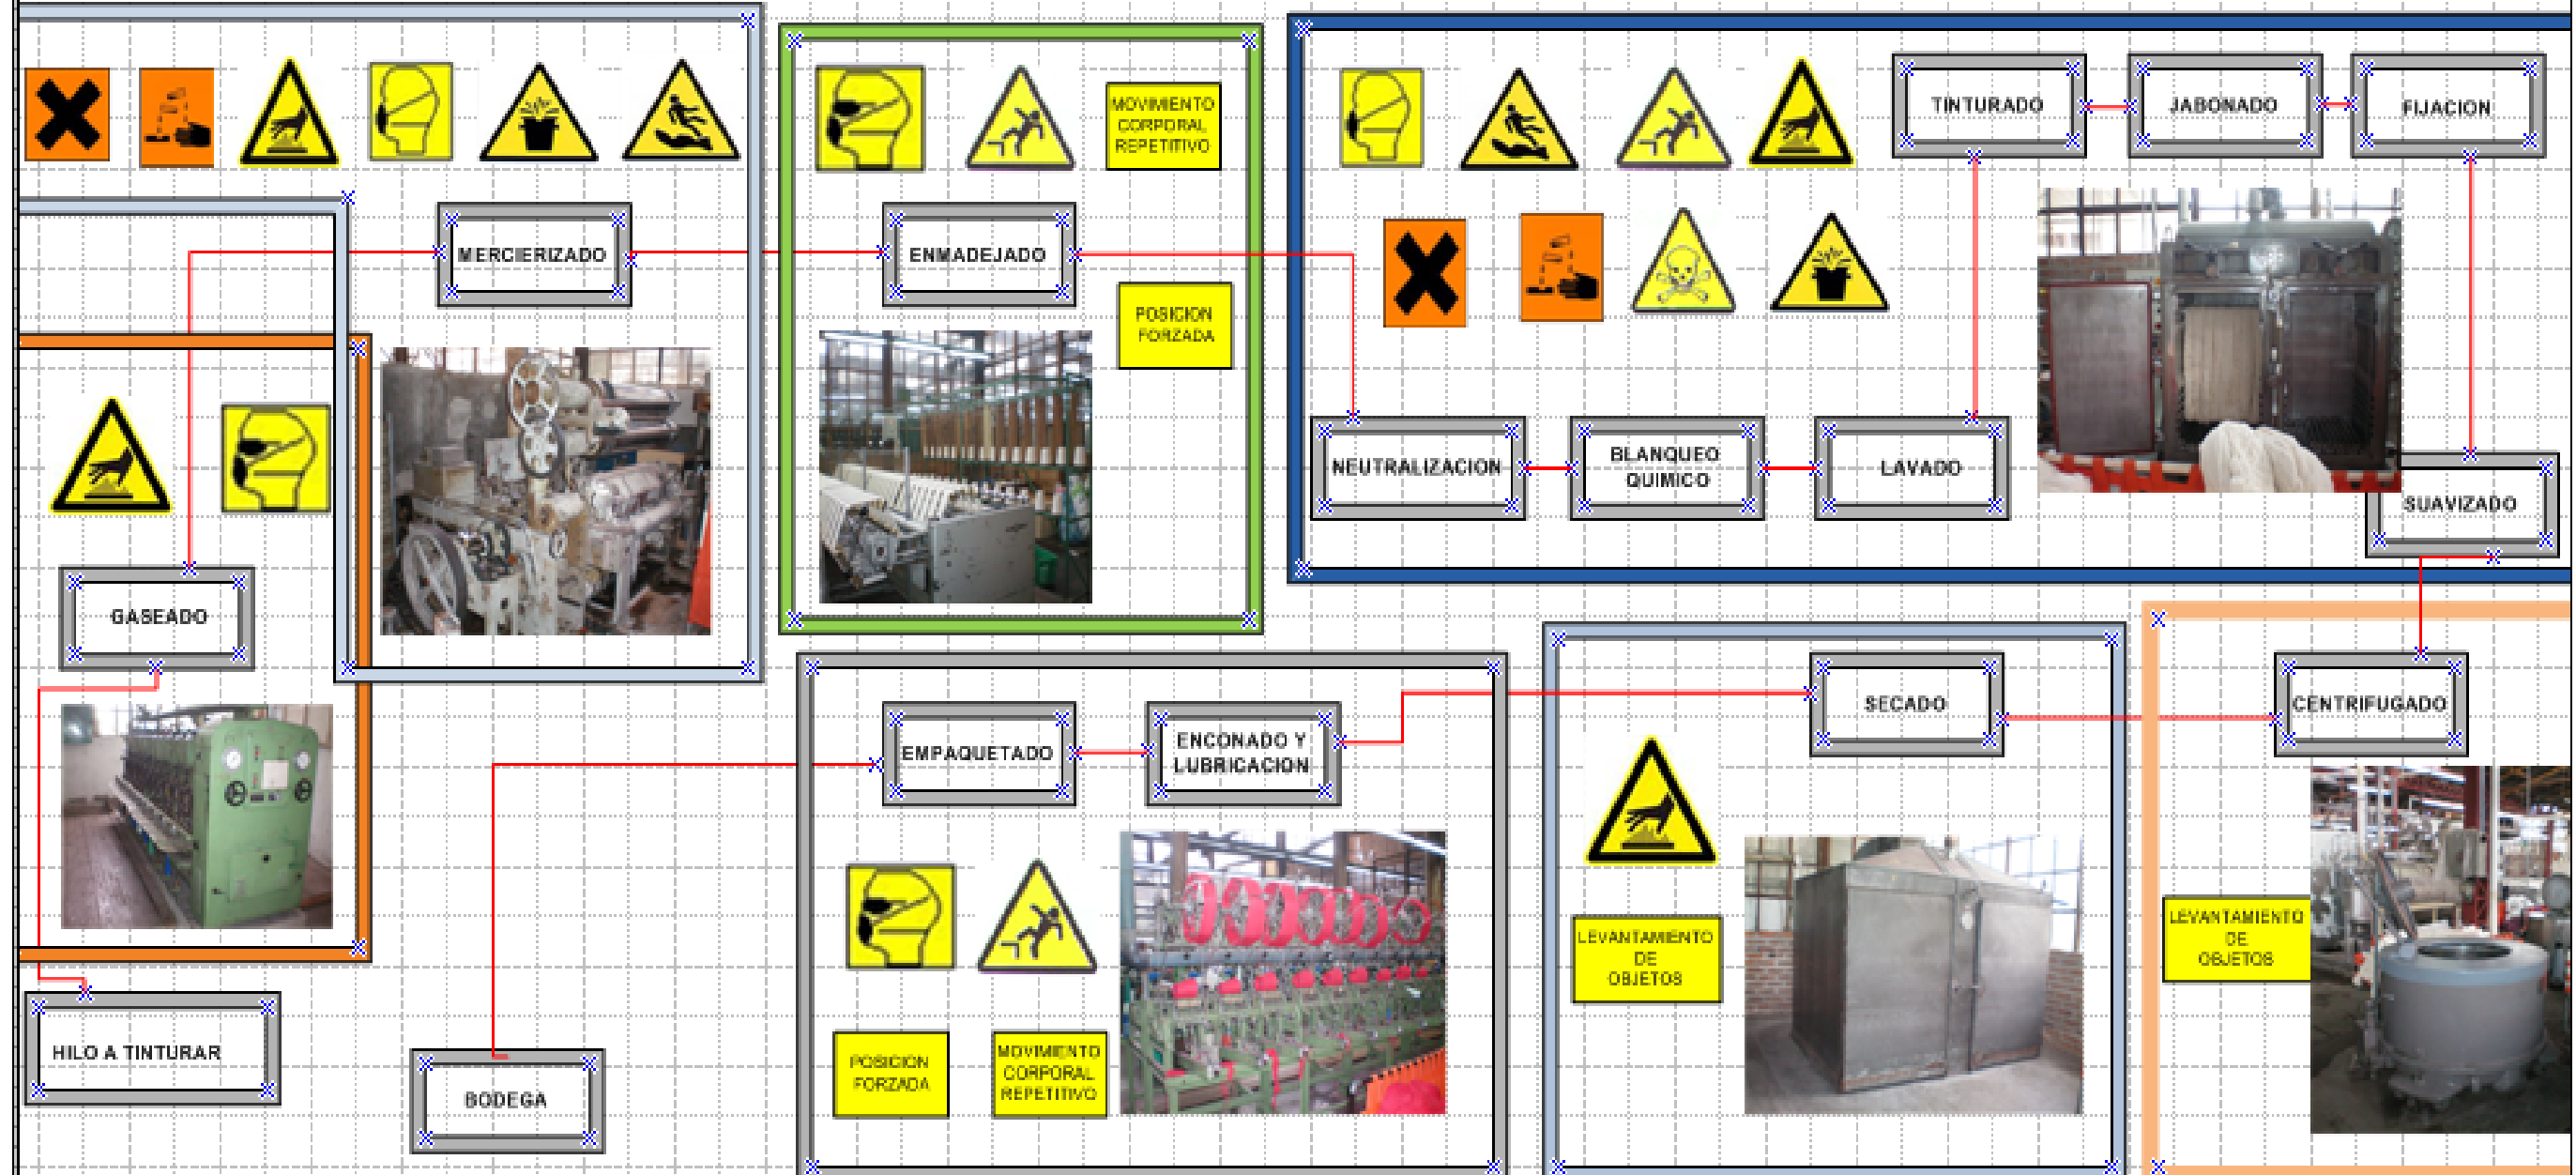 MOVIMIENTO
CORPORAL
REPETITIVO
TINTURADO
JABONADO
FIJACION
MERCIERIZADO
ENMADEJADO
POSICION
FORZADA
NEUTRALIZACION
BLANQUEO
QUIMICO
LAVADO
SUAVIZADO
GASEADO
EMPAQUETADO
ENCONADO Y
LUBRICACION
SECADO
CENTRIFUGADO
LEVANTAMIENTO
DE
OBJETOS
LEVANTAMIENTO
DE
OBJETOS
HILO A TINTURAR
BODEGA
POSICION
FORZADA
MOVIMIENTO
CORPORAL
REPETITIVO